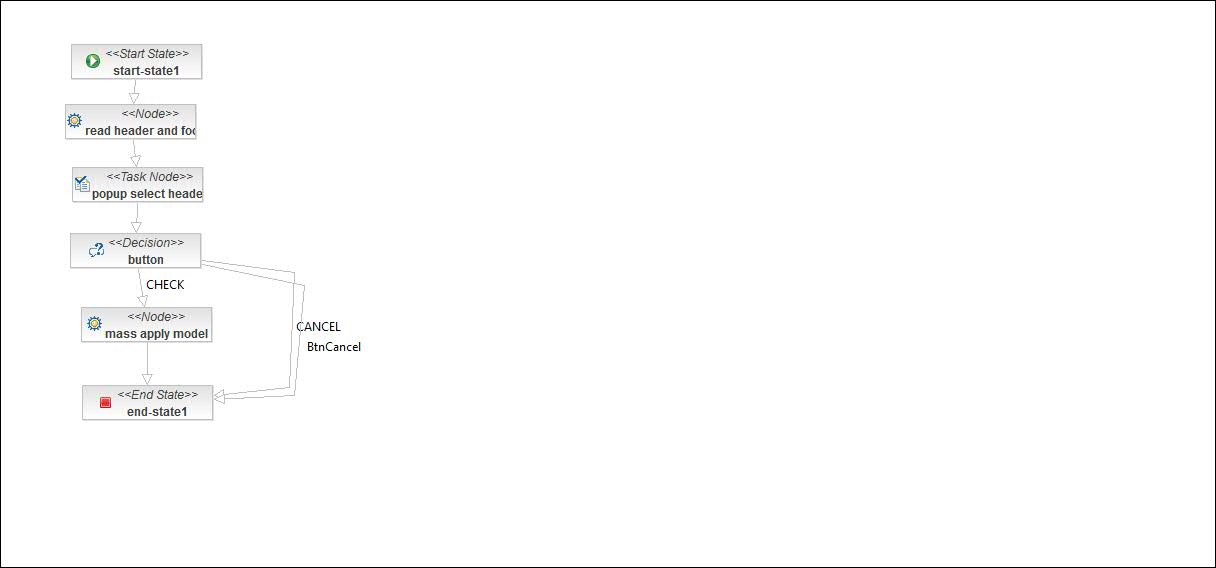 <<Start State>>
start-state1
<<Node>>
read header and foo
<<Task Node>>
popup select heade
<<Decision>>
button
CHECK
<<Node>>
mass apply model
CANCEL
BtnCancel
<<End State>>
end-state1